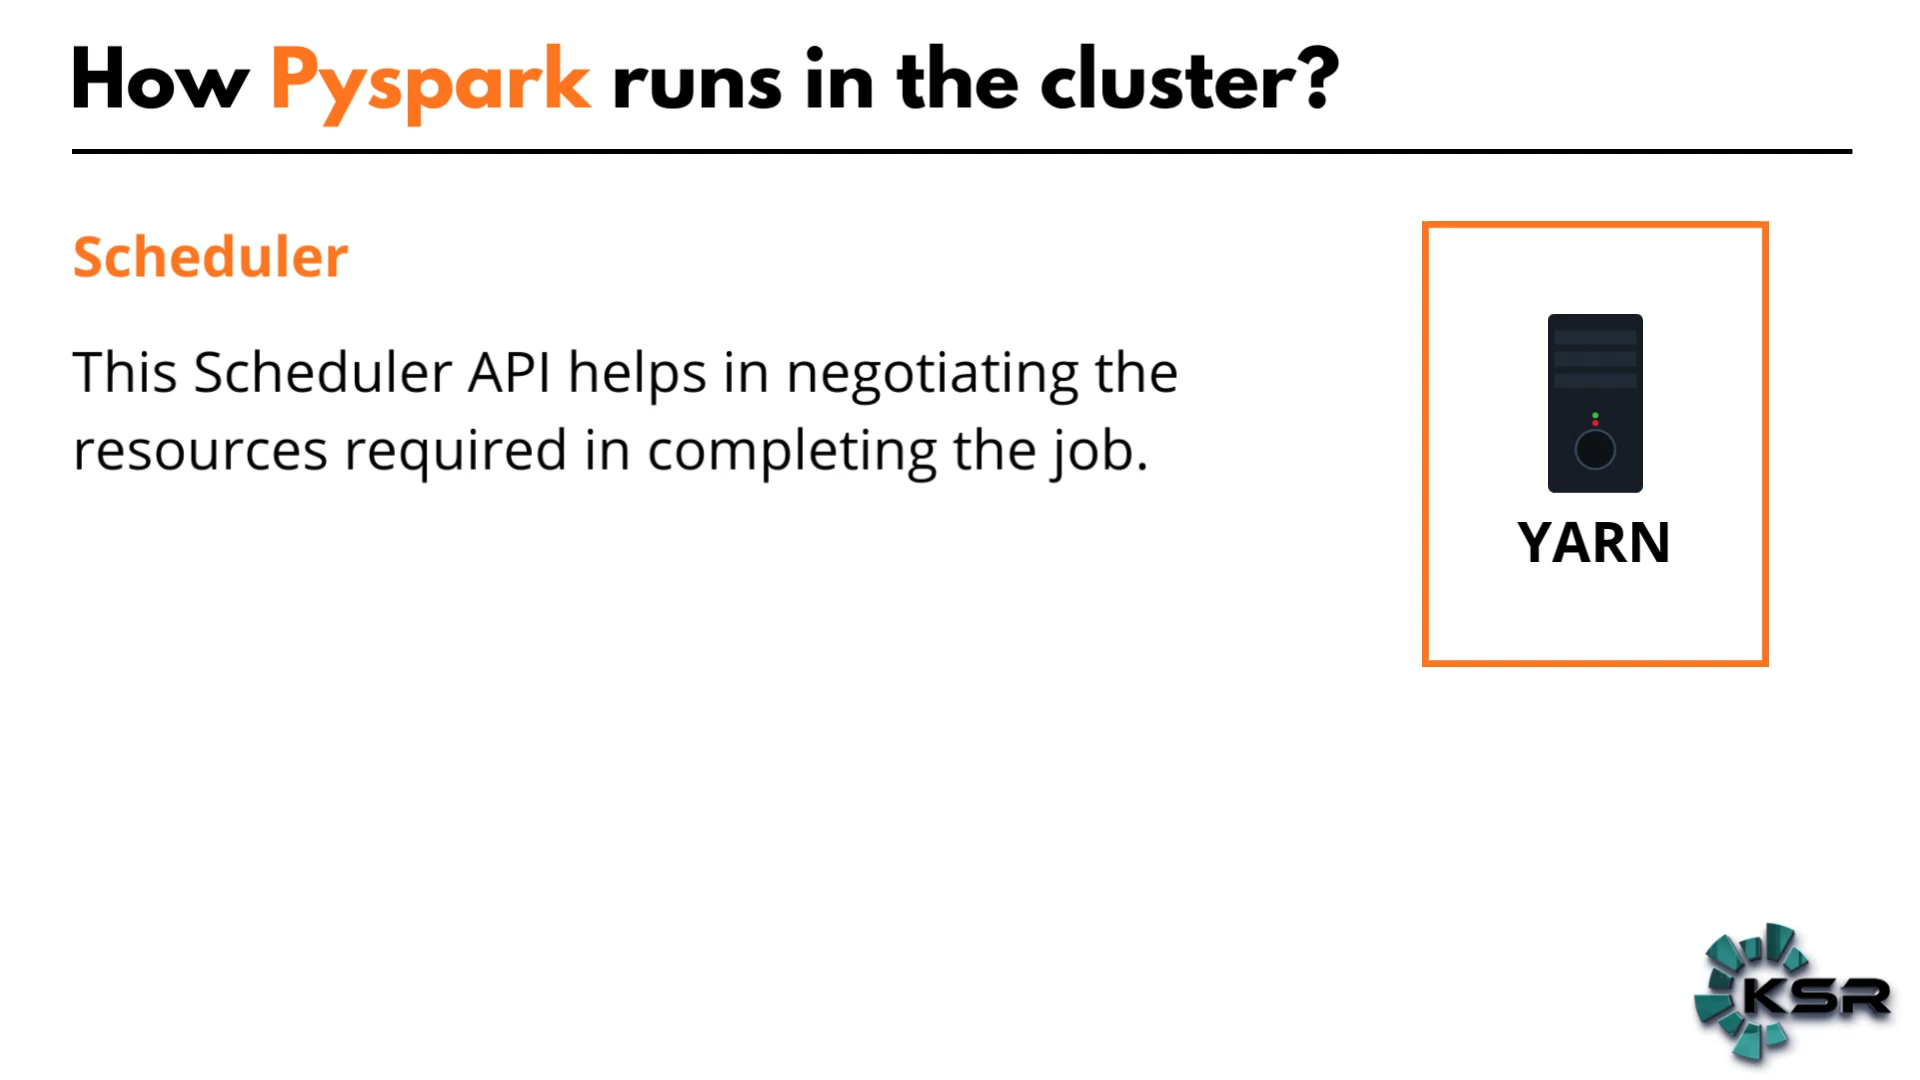 How Pyspark runs in the cluster?
Scheduler
This Scheduler API helps in negotiating the
resources required in completing the job.
YARN
KSR